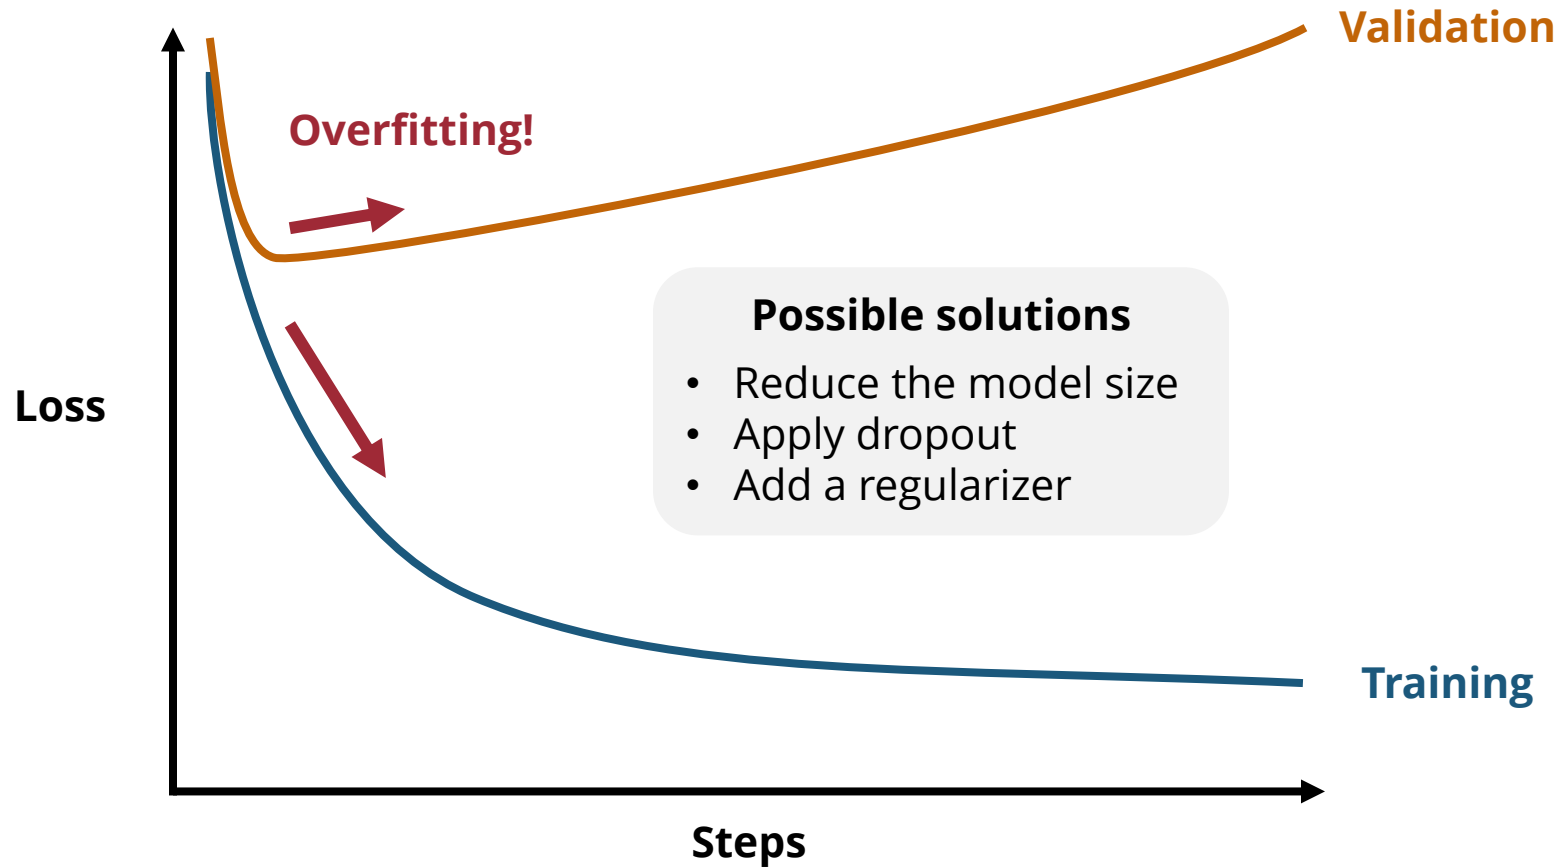 Validation
Overfitting!
Possible solutions
• Reduce the model size
• Apply dropout
• Add a regularizer
Loss
Training
Steps